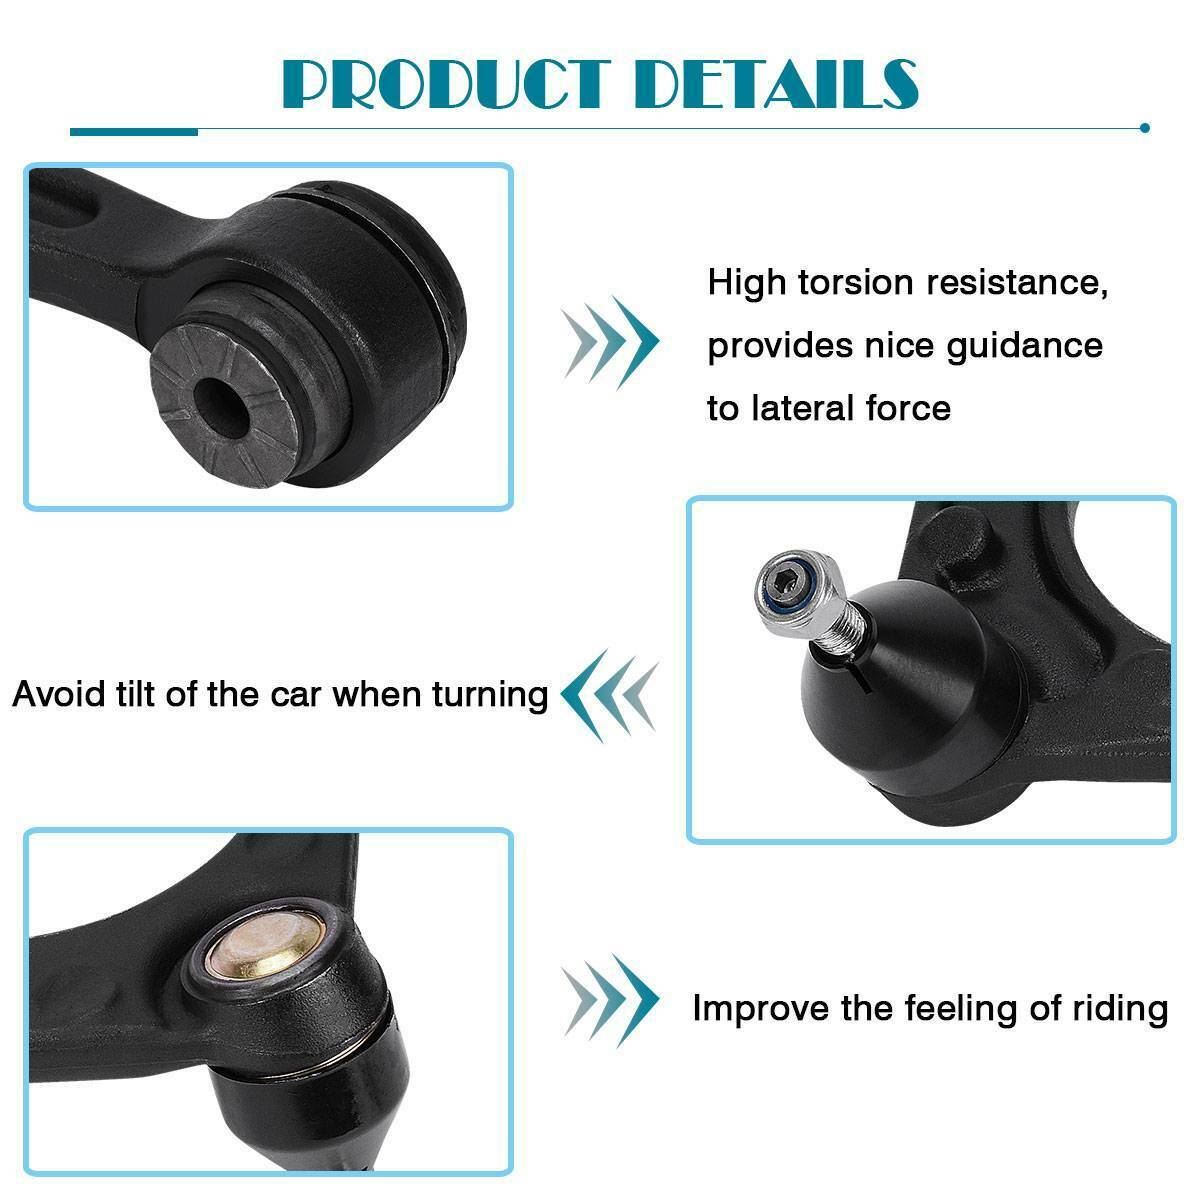 PRODUCT DETAILS
High torsion resistance,
provides nice guidance
to lateral force
Avoid tilt of the car when turning
Improve the feeling of riding